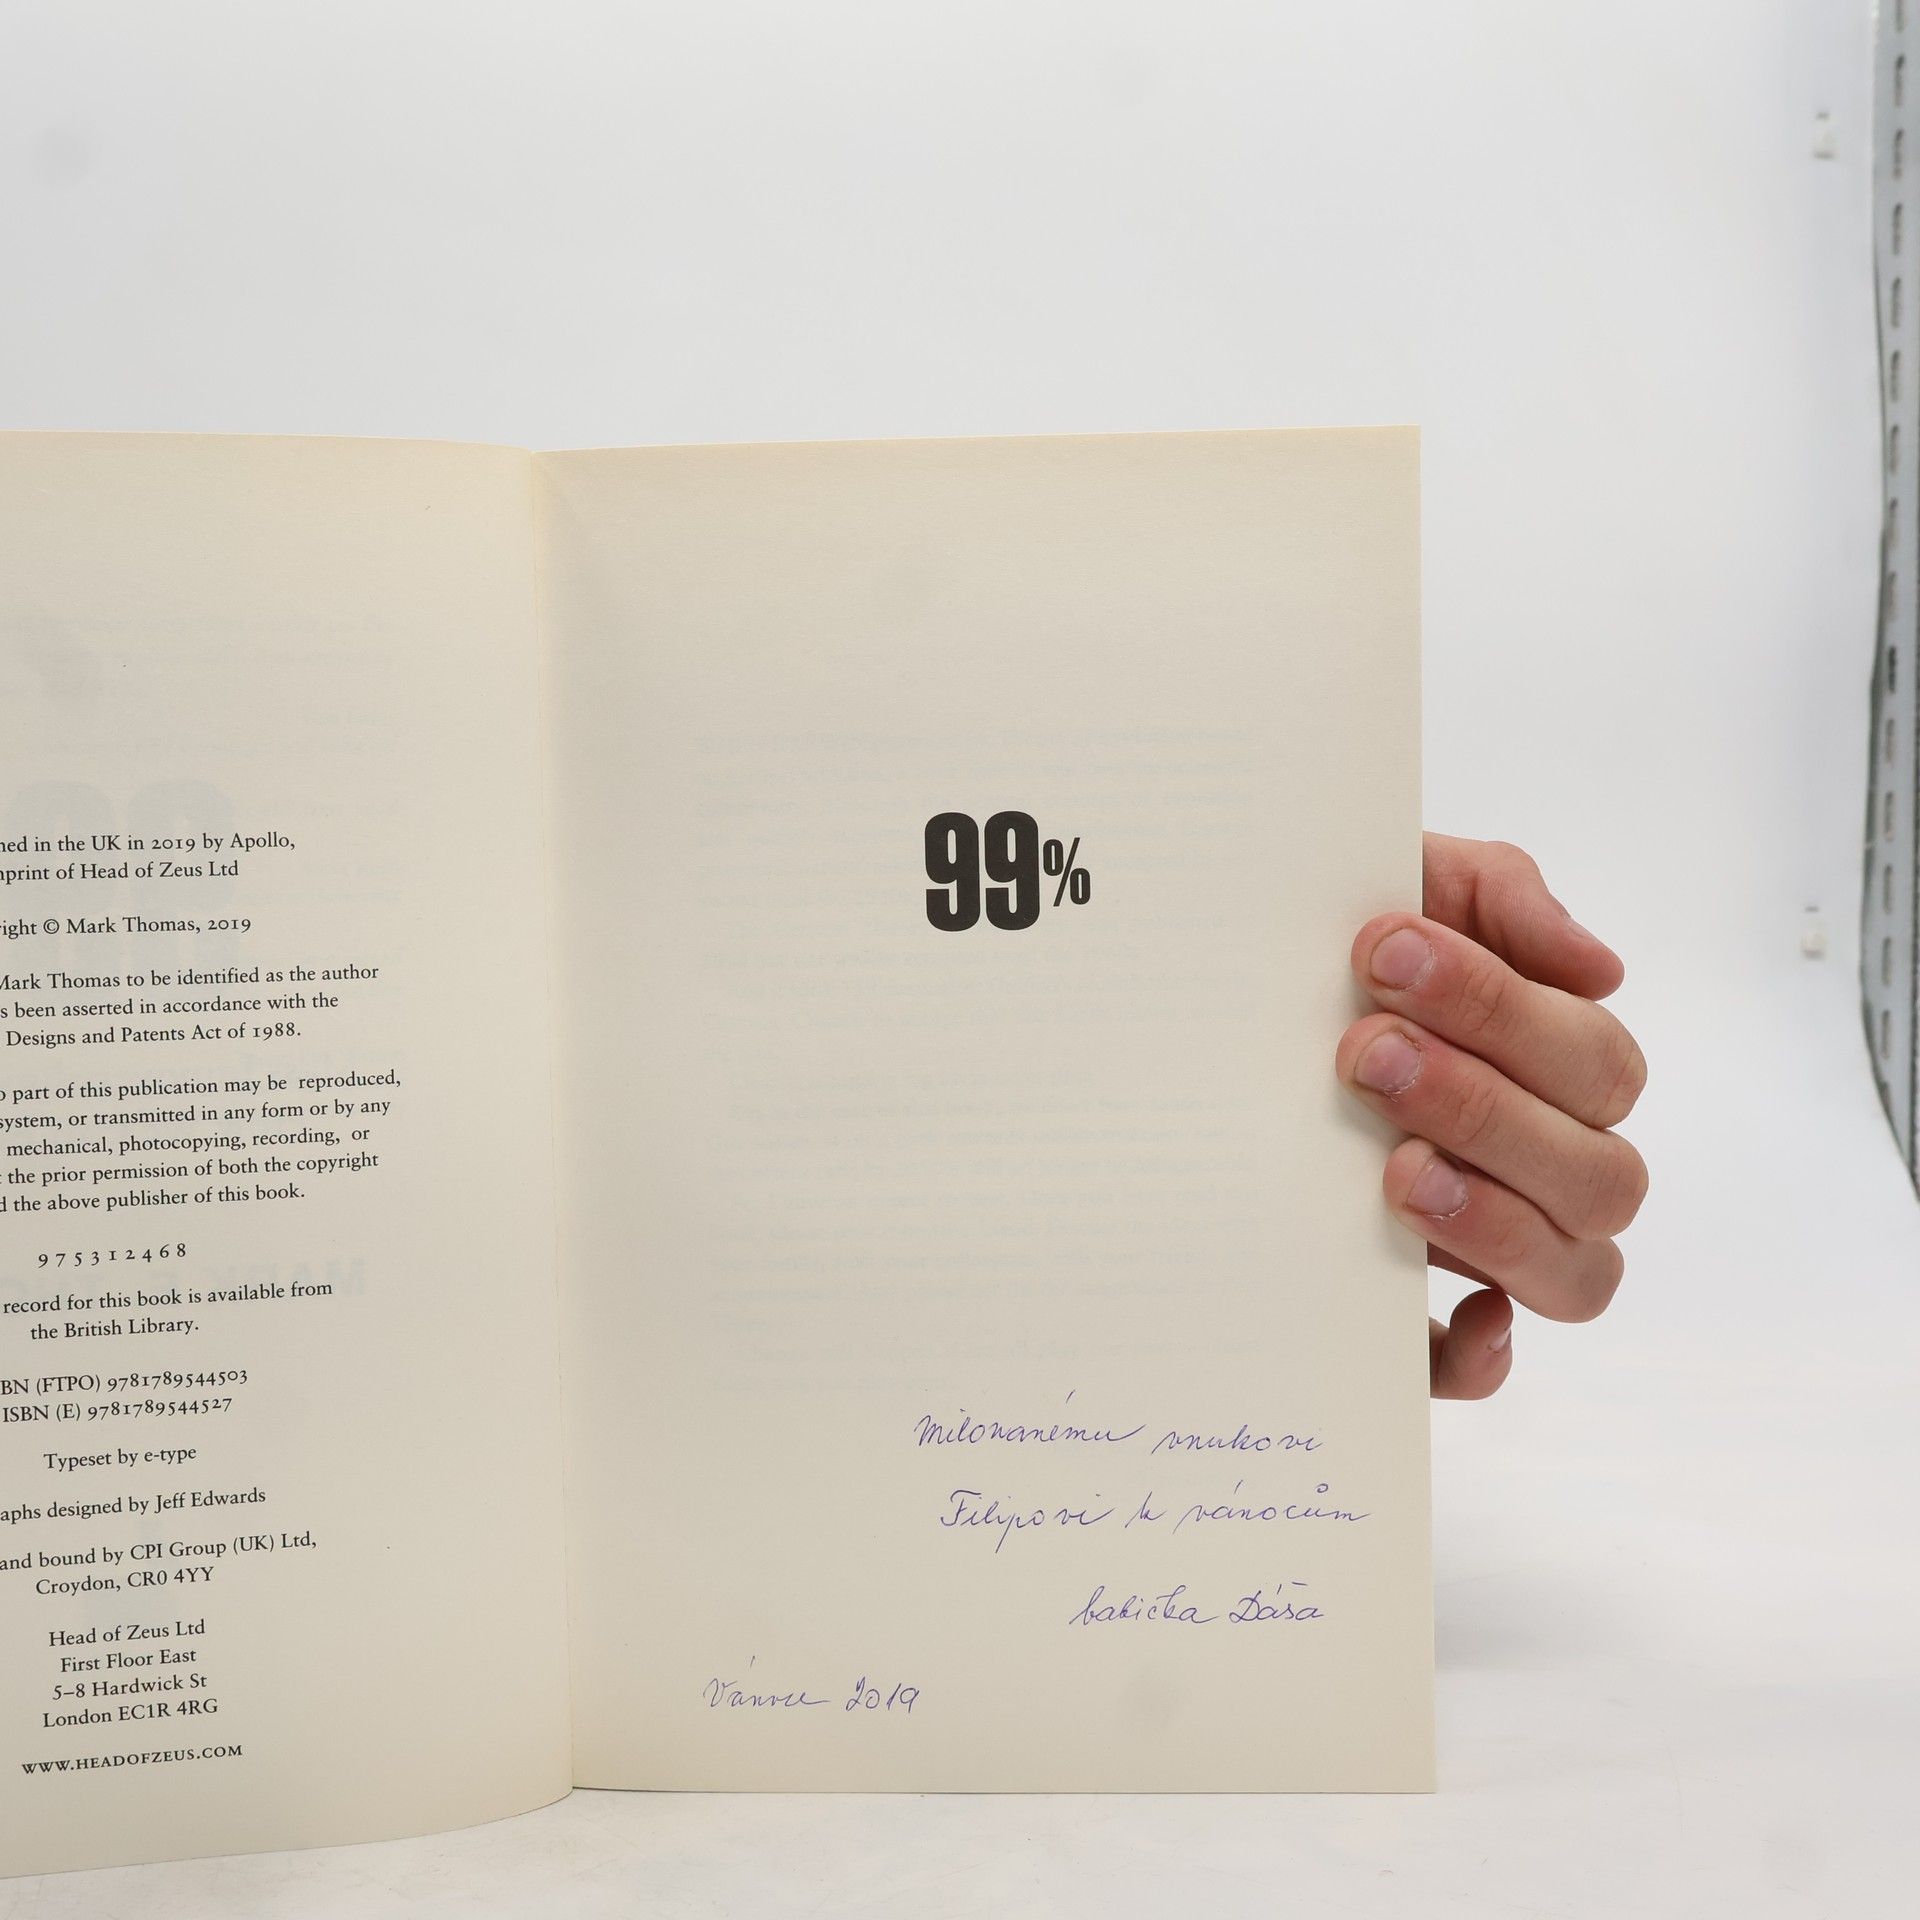 ned in the UK in 2019 by Apollo,
nprint of Head of Zeus Ltd
ight © Mark Thomas, 2019
Mark Thomas to be identified as the author
s been asserted in accordance with the
Designs and Patents Act of 1988.
o part of this publication may be reproduced,
system, or transmitted in any form or by any
mechanical, photocopying, recording, or
t the prior permission of both the copyright
d the above publisher of this book.
9 7 5 3 1 2 4 6 8
record for this book is available from
the British Library.
BN (FTPO) 9781789544503
ISBN (E) 9781789544527
Typeset by e-type
aphs designed by Jeff Edwards
and bound by CPI Group (UK) Ltd,
Croydon, CR0 4YY
Head of Zeus Ltd
First Floor East
5–8 Hardwick St
London EC1R 4RG
WWW.HEADOFZEUS.COM
99%
Milovanému vnukovi
Filipovi k vánocům
babička Dáša
Vánoce 2019